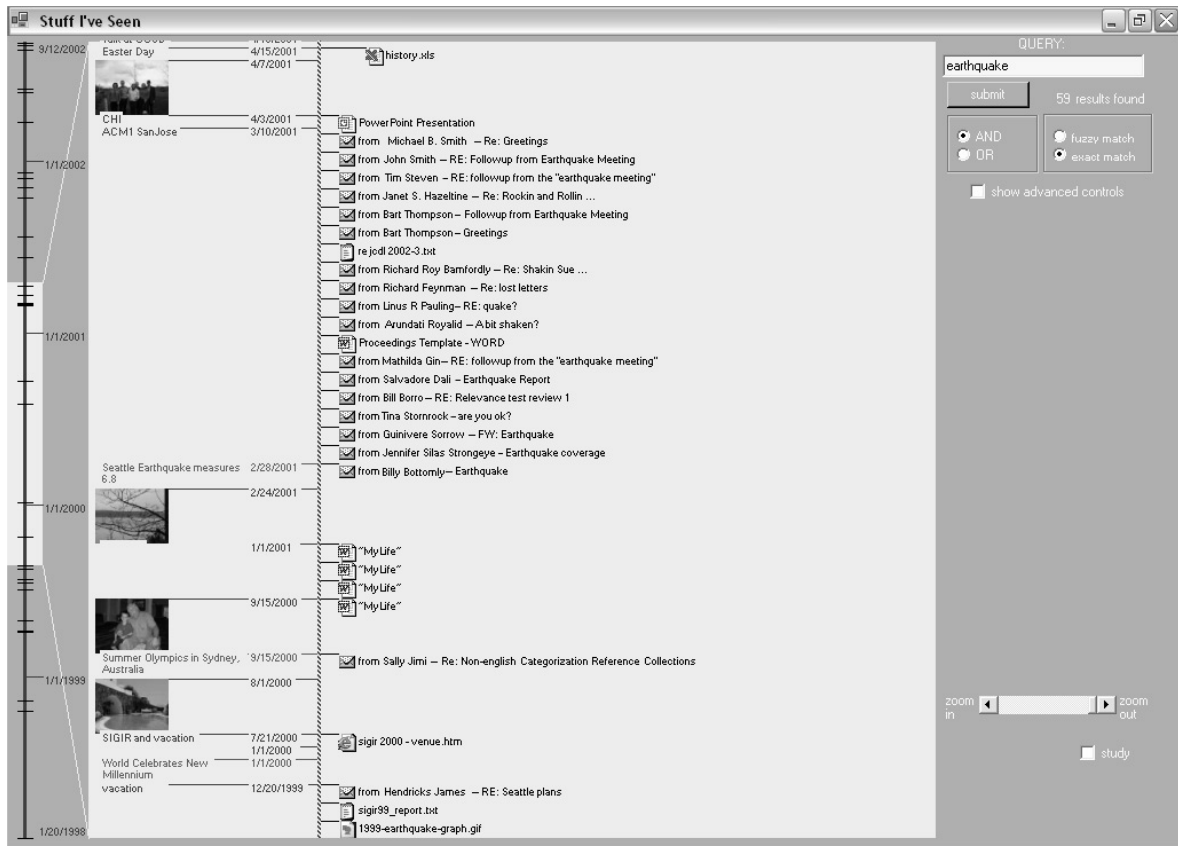 Stuff I've Seen
QUERY:
earthquake
submit
59 results found
AND
OR
fuzzy match
exact match
show advanced controls
zoom in
zoom out
study
9/12/2002
1/1/2002
1/1/2001
1/1/2000
1/1/1999
1/20/1998
Easter Day 4/15/2001
history.xls
4/7/2001
CHI 4/3/2001
PowerPoint Presentation
ACM1 SanJose 3/10/2001
from Michael B. Smith – Re: Greetings
from John Smith – RE: Followup from Earthquake Meeting
from Tim Steven – RE: followup from the "earthquake meeting"
from Janet S. Hazeltine – Re: Rockin and Rollin ...
from Bart Thompson – Followup from Earthquake Meeting
from Bart Thompson – Greetings
re jcdl 2002-3.txt
from Richard Roy Bamfordly – Re: Shakin Sue ...
from Richard Feynman – Re: lost letters
from Linus R Pauling– RE: quake?
from Arundati Royalid – A bit shaken?
Proceedings Template - WORD
from Mathilda Gin– RE: followup from the "earthquake meeting"
from Salvadore Dali – Earthquake Report
from Bill Borro – RE: Relevance test review 1
from Tina Stornrock – are you ok?
from Guinivere Sorrow – FW: Earthquake
from Jennifer Silas Strongeye – Earthquake coverage
Seattle Earthquake measures 2/28/2001
6.8
from Billy Bottomly– Earthquake
2/24/2001
1/1/2001
"MyLife"
"MyLife"
"MyLife"
9/15/2000
"MyLife"
Summer Olympics in Sydney, 9/15/2000
Australia
from Sally Jimi – Re: Non-english Categorization Reference Collections
8/1/2000
SIGIR and vacation 7/21/2000
sigir 2000 - venue.htm
1/1/2000
World Celebrates New 1/1/2000
Millennium
vacation 12/20/1999
from Hendricks James – RE: Seattle plans
sigir99_report.txt
1999-earthquake-graph.gif